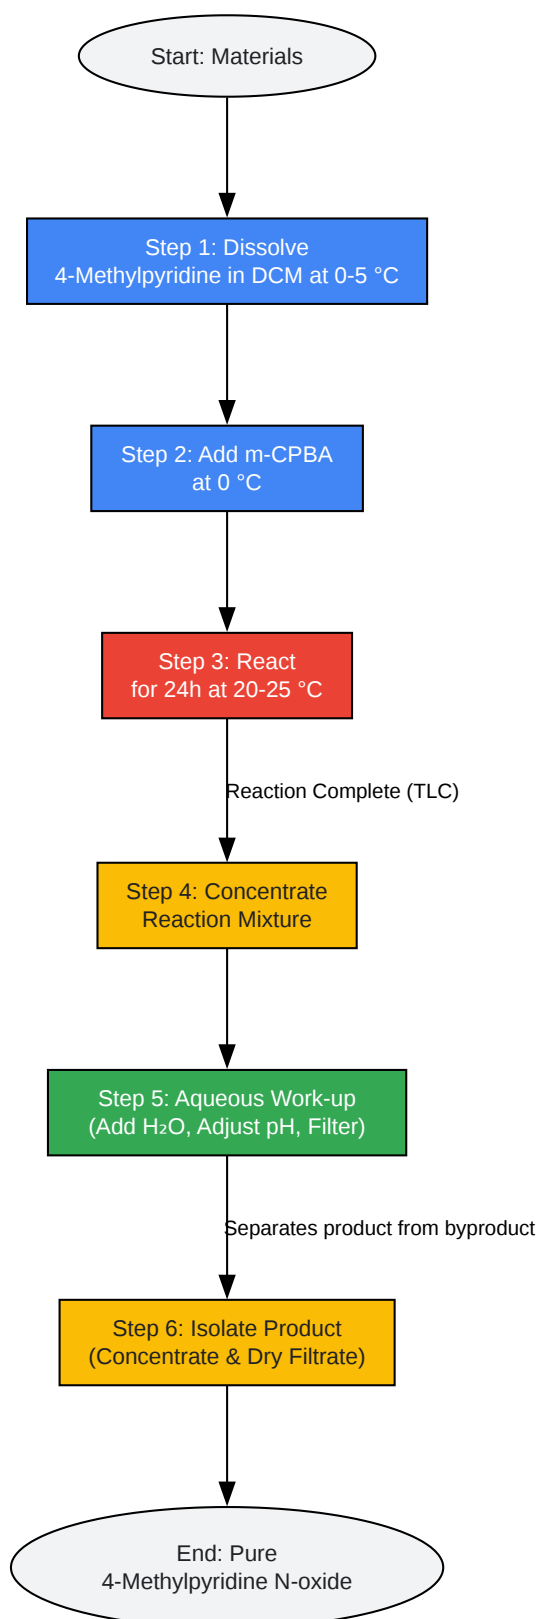 Start: Materials
Step 1: Dissolve
4-Methylpyridine in DCM at 0-5 °C
Step 2: Add m-CPBA
at 0 °C
Step 3: React
for 24h at 20-25 °C
Reaction Complete (TLC)
Step 4: Concentrate
Reaction Mixture
Step 5: Aqueous Work-up
(Add H₂O, Adjust pH, Filter)
Separates product from byproduct
Step 6: Isolate Product
(Concentrate & Dry Filtrate)
End: Pure
4-Methylpyridine N-oxide